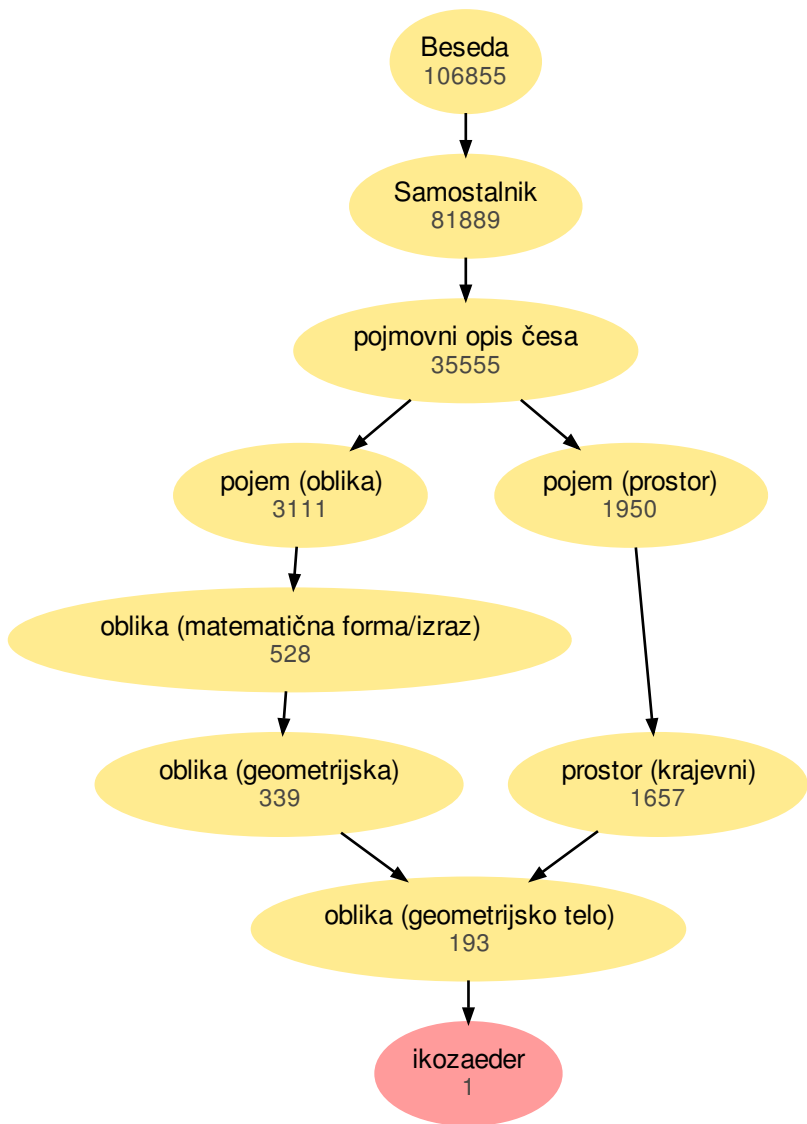 Beseda
106855
Samostalnik
81889
pojmovni opis česa
35555
pojem (oblika)
3111
pojem (prostor)
1950
oblika (matematična forma/izraz)
528
oblika (geometrijska)
339
prostor (krajevni)
1657
oblika (geometrijsko telo)
193
ikozaeder
1